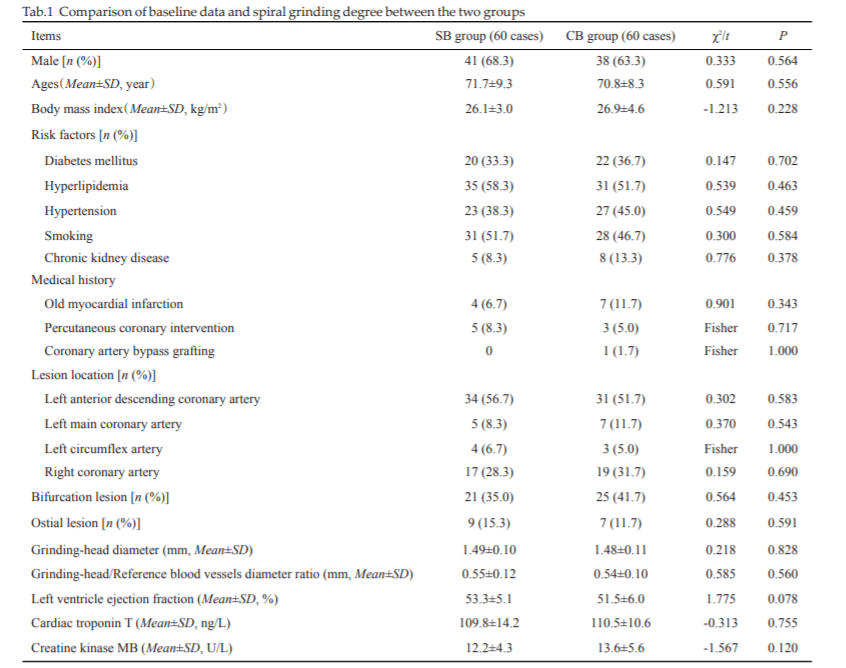 Tab.1 Comparison of baseline data and spiral grinding degree between the two groups
Items SB group (60 cases) CB group (60 cases) χ²/t P
Male [n (%)] 41 (68.3) 38 (63.3) 0.333 0.564
Ages(Mean±SD, year) 71.7±9.3 70.8±8.3 0.591 0.556
Body mass index(Mean±SD, kg/m²) 26.1±3.0 26.9±4.6 -1.213 0.228
Risk factors [n (%)]
Diabetes mellitus 20 (33.3) 22 (36.7) 0.147 0.702
Hyperlipidemia 35 (58.3) 31 (51.7) 0.539 0.463
Hypertension 23 (38.3) 27 (45.0) 0.549 0.459
Smoking 31 (51.7) 28 (46.7) 0.300 0.584
Chronic kidney disease 5 (8.3) 8 (13.3) 0.776 0.378
Medical history
Old myocardial infarction 4 (6.7) 7 (11.7) 0.901 0.343
Percutaneous coronary intervention 5 (8.3) 3 (5.0) Fisher 0.717
Coronary artery bypass grafting 0 1 (1.7) Fisher 1.000
Lesion location [n (%)]
Left anterior descending coronary artery 34 (56.7) 31 (51.7) 0.302 0.583
Left main coronary artery 5 (8.3) 7 (11.7) 0.370 0.543
Left circumflex artery 4 (6.7) 3 (5.0) Fisher 1.000
Right coronary artery 17 (28.3) 19 (31.7) 0.159 0.690
Bifurcation lesion [n (%)] 21 (35.0) 25 (41.7) 0.564 0.453
Ostial lesion [n (%)] 9 (15.3) 7 (11.7) 0.288 0.591
Grinding-head diameter (mm, Mean±SD) 1.49±0.10 1.48±0.11 0.218 0.828
Grinding-head/Reference blood vessels diameter ratio (mm, Mean±SD) 0.55±0.12 0.54±0.10 0.585 0.560
Left ventricle ejection fraction (Mean±SD, %) 53.3±5.1 51.5±6.0 1.775 0.078
Cardiac troponin T (Mean±SD, ng/L) 109.8±14.2 110.5±10.6 -0.313 0.755
Creatine kinase MB (Mean±SD, U/L) 12.2±4.3 13.6±5.6 -1.567 0.120